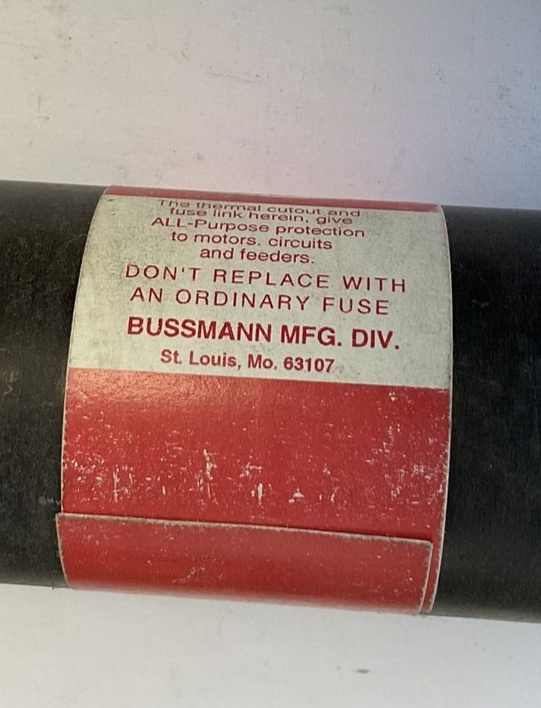 The thermal cutout and
fuse link herein, give
ALL-Purpose protection
to motors. circuits
and feeders.
DON'T REPLACE WITH
AN ORDINARY FUSE
BUSSMANN MFG. DIV.
St. Louis, Mo. 63107